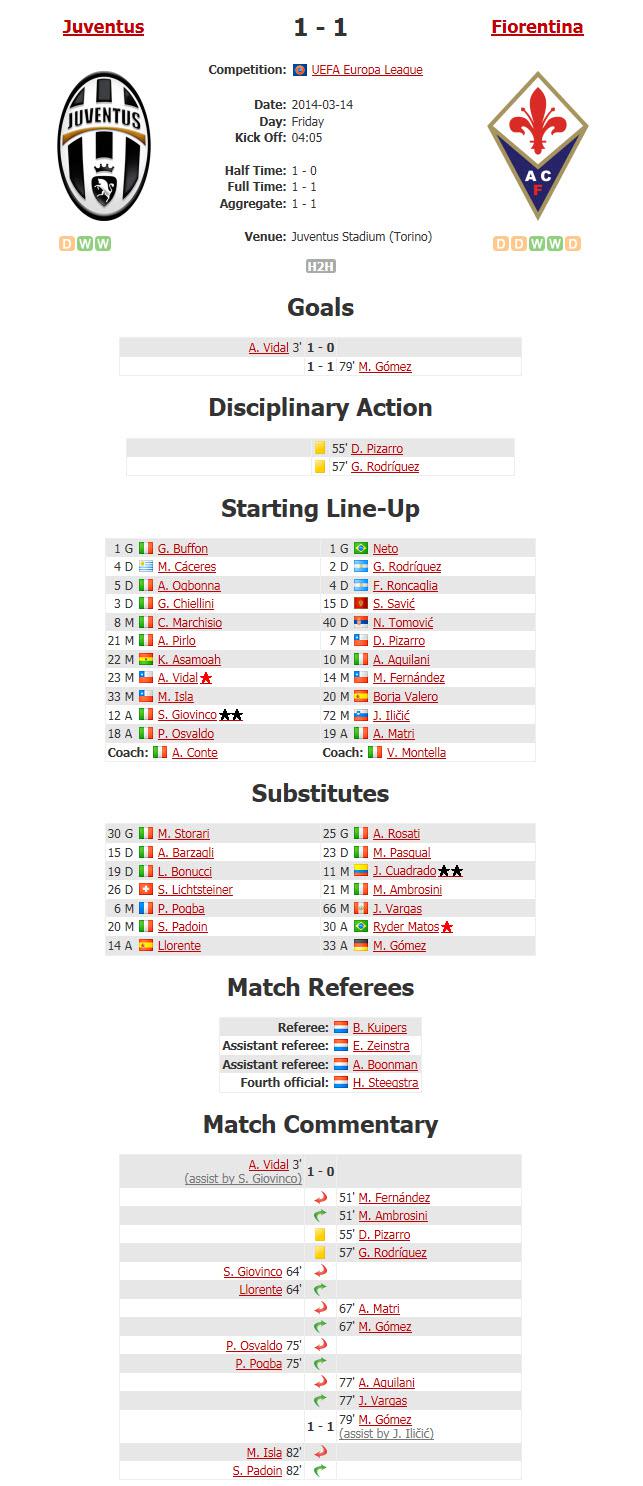 Juventus 1 - 1 Fiorentina
Competition: UEFA Europa League
Date: 2014-03-14
Day: Friday
Kick Off: 04:05
Half Time: 1 - 0
Full Time: 1 - 1
Aggregate: 1 - 1
Venue: Juventus Stadium (Torino)
JUVENTUS
A C
F
D W W
D D W W D
H2H
Goals
A. Vidal 3' 1 - 0
1 - 1 79' M. Gómez
Disciplinary Action
55' D. Pizarro
57' G. Rodríguez
Starting Line-Up
1 G G. Buffon 1 G Neto
4 D M. Cáceres 2 D G. Rodríguez
5 D A. Ogbonna 4 D F. Roncaglia
3 D G. Chiellini 15 D S. Savić
8 M C. Marchisio 40 D N. Tomović
21 M A. Pirlo 7 M D. Pizarro
22 M K. Asamoah 10 M A. Aquilani
23 M A. Vidal 14 M M. Fernández
33 M M. Isla 20 M Borja Valero
12 A S. Giovinco 72 M J. Iličić
18 A P. Osvaldo 19 A A. Matri
Coach: A. Conte Coach: V. Montella
Substitutes
30 G M. Storari 25 G A. Rosati
15 D A. Barzagli 23 D M. Pasqual
19 D L. Bonucci 11 M J. Cuadrado
26 D S. Lichtsteiner 21 M M. Ambrosini
6 M P. Pogba 66 M J. Vargas
20 M S. Padoin 30 A Ryder Matos
14 A Llorente 33 A M. Gómez
Match Referees
Referee: B. Kuipers
Assistant referee: E. Zeinstra
Assistant referee: A. Boonman
Fourth official: H. Steegstra
Match Commentary
A. Vidal 3' 1 - 0
(assist by S. Giovinco)
51' M. Fernández
51' M. Ambrosini
55' D. Pizarro
57' G. Rodríguez
S. Giovinco 64'
Llorente 64'
67' A. Matri
67' M. Gómez
P. Osvaldo 75'
P. Pogba 75'
77' A. Aquilani
77' J. Vargas
1 - 1 79' M. Gómez
(assist by J. Iličić)
M. Isla 82'
S. Padoin 82'